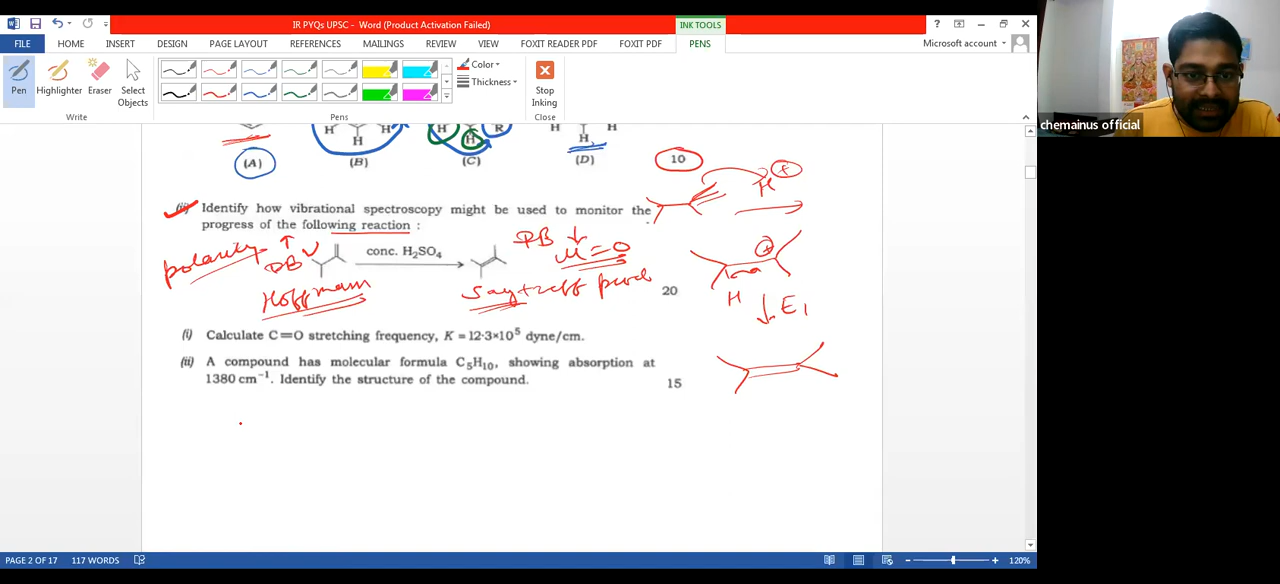 IR PYQs UPSC - Word (Product Activation Failed)
INK TOOLS
FILE HOME INSERT DESIGN PAGE LAYOUT REFERENCES MAILINGS REVIEW VIEW FOXIT READER PDF FOXIT PDF PENS
Microsoft account
Pen Highlighter Eraser Select Objects
Color
Thickness
Stop Inking
Write Pens Close
chemainus official
H H H H R H H
H H H
(A) (B) (C) (D)
10
H +
(ii) Identify how vibrational spectroscopy might be used to monitor the
progress of the following reaction :
polarity ↑
DB
conc. H2SO4
DB ↓
μ = 0
+
H
Hoffmann
Saytzeff prod
20
↓ E1
(i) Calculate C=O stretching frequency, K = 12·3×10⁵ dyne/cm.
(ii) A compound has molecular formula C5H10, showing absorption at
1380 cm⁻¹. Identify the structure of the compound.
15
PAGE 2 OF 17 117 WORDS
120%